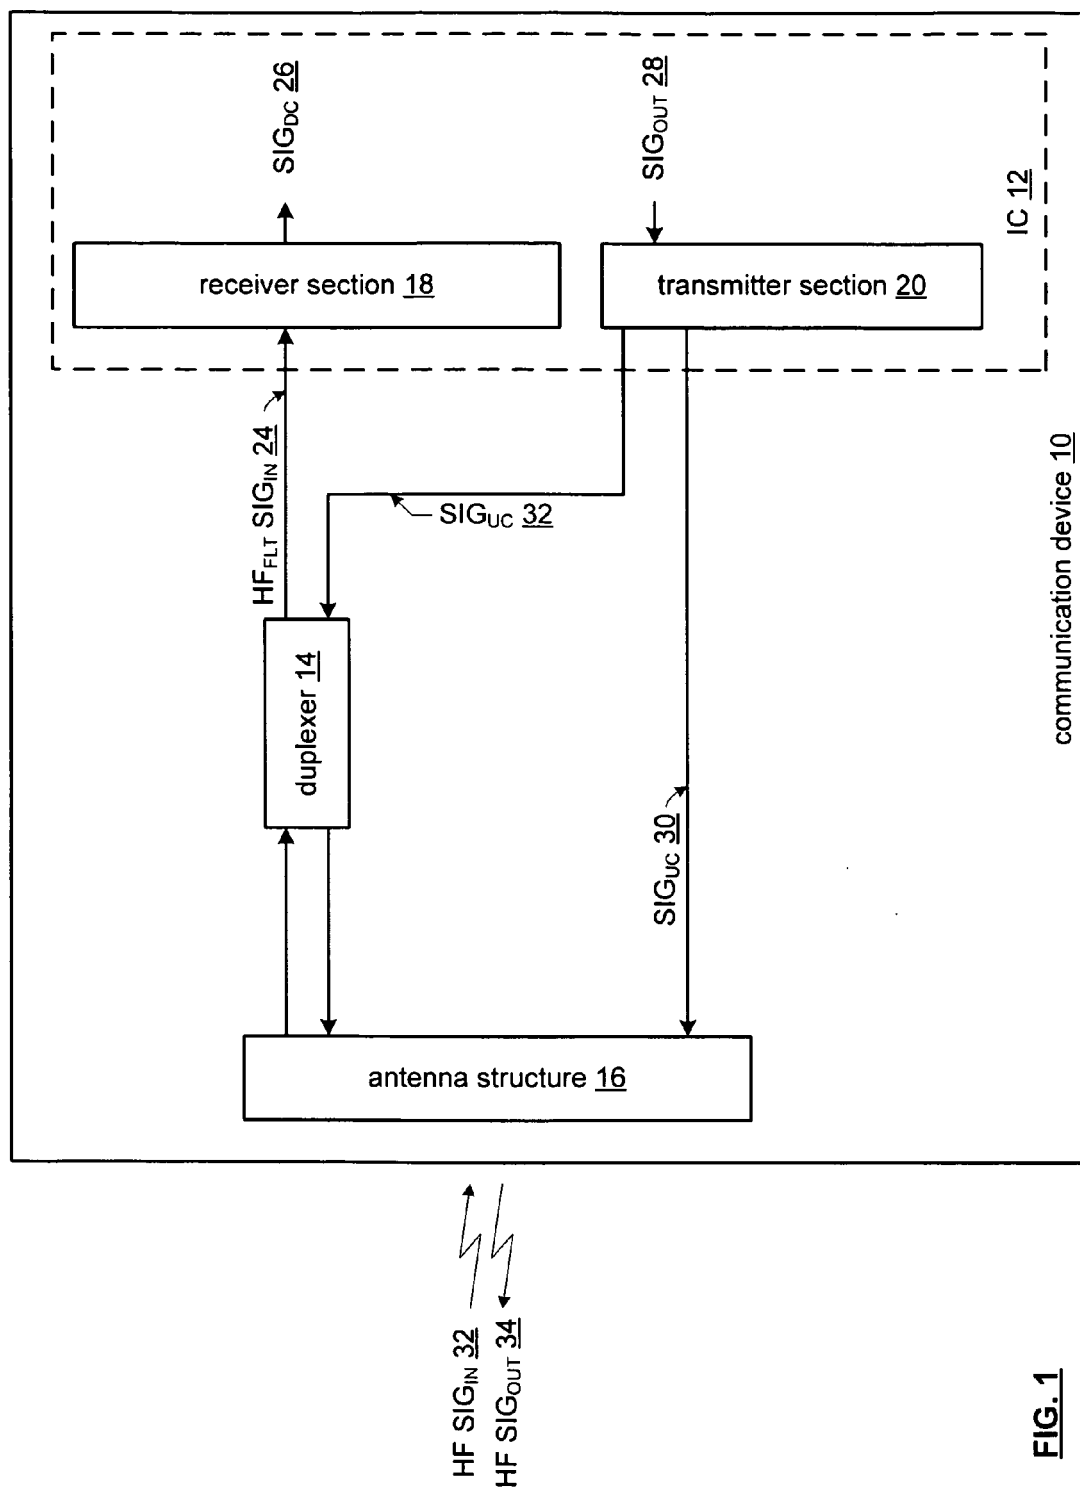 SIGDC 26
SIGOUT 28
IC 12
receiver section 18
transmitter section 20
HFFLT SIGIN 24
SIGUC 32
communication device 10
duplexer 14
SIGUC 30
antenna structure 16
HF SIGIN 32
HF SIGOUT 34
FIG. 1